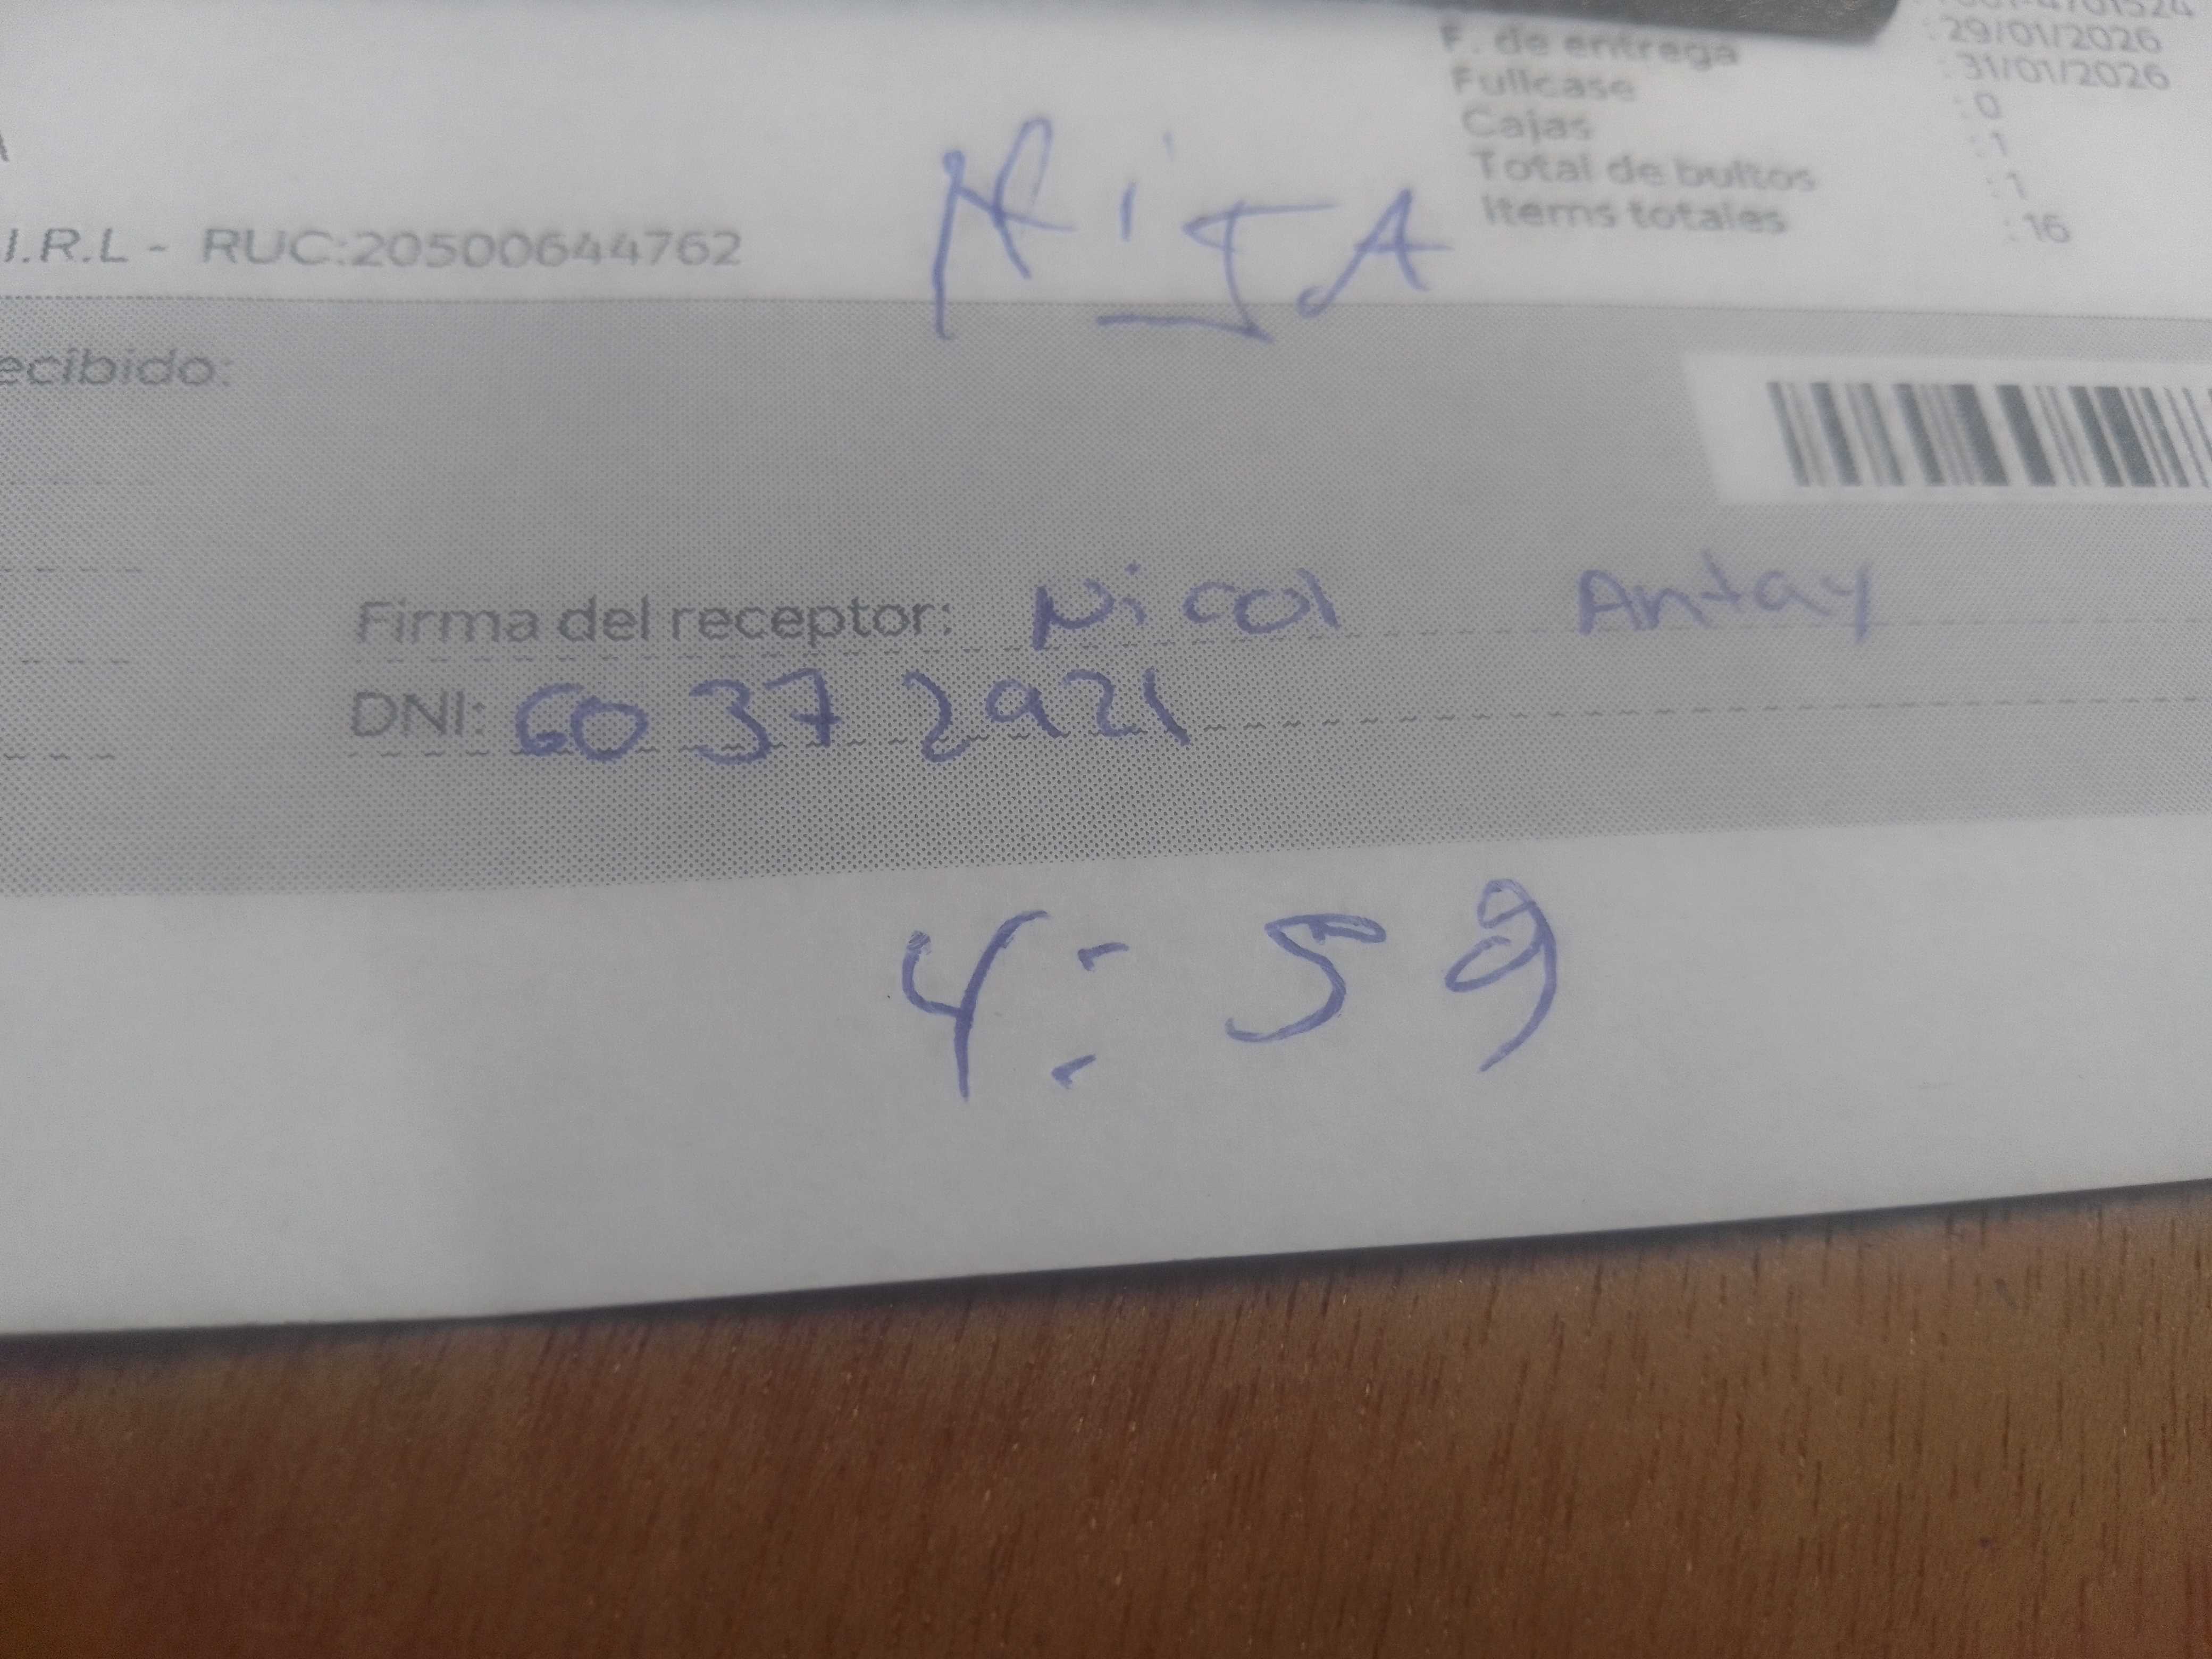 29/01/2026
F. de entrega : 31/01/2026
Fullcase : 0
Cajas : 1
Total de bultos : 1
Items totales : 16
I.R.L - RUC:20500644762
ecibido:
Firma del receptor: Nicol Antay
DNI: 60372921
4:59